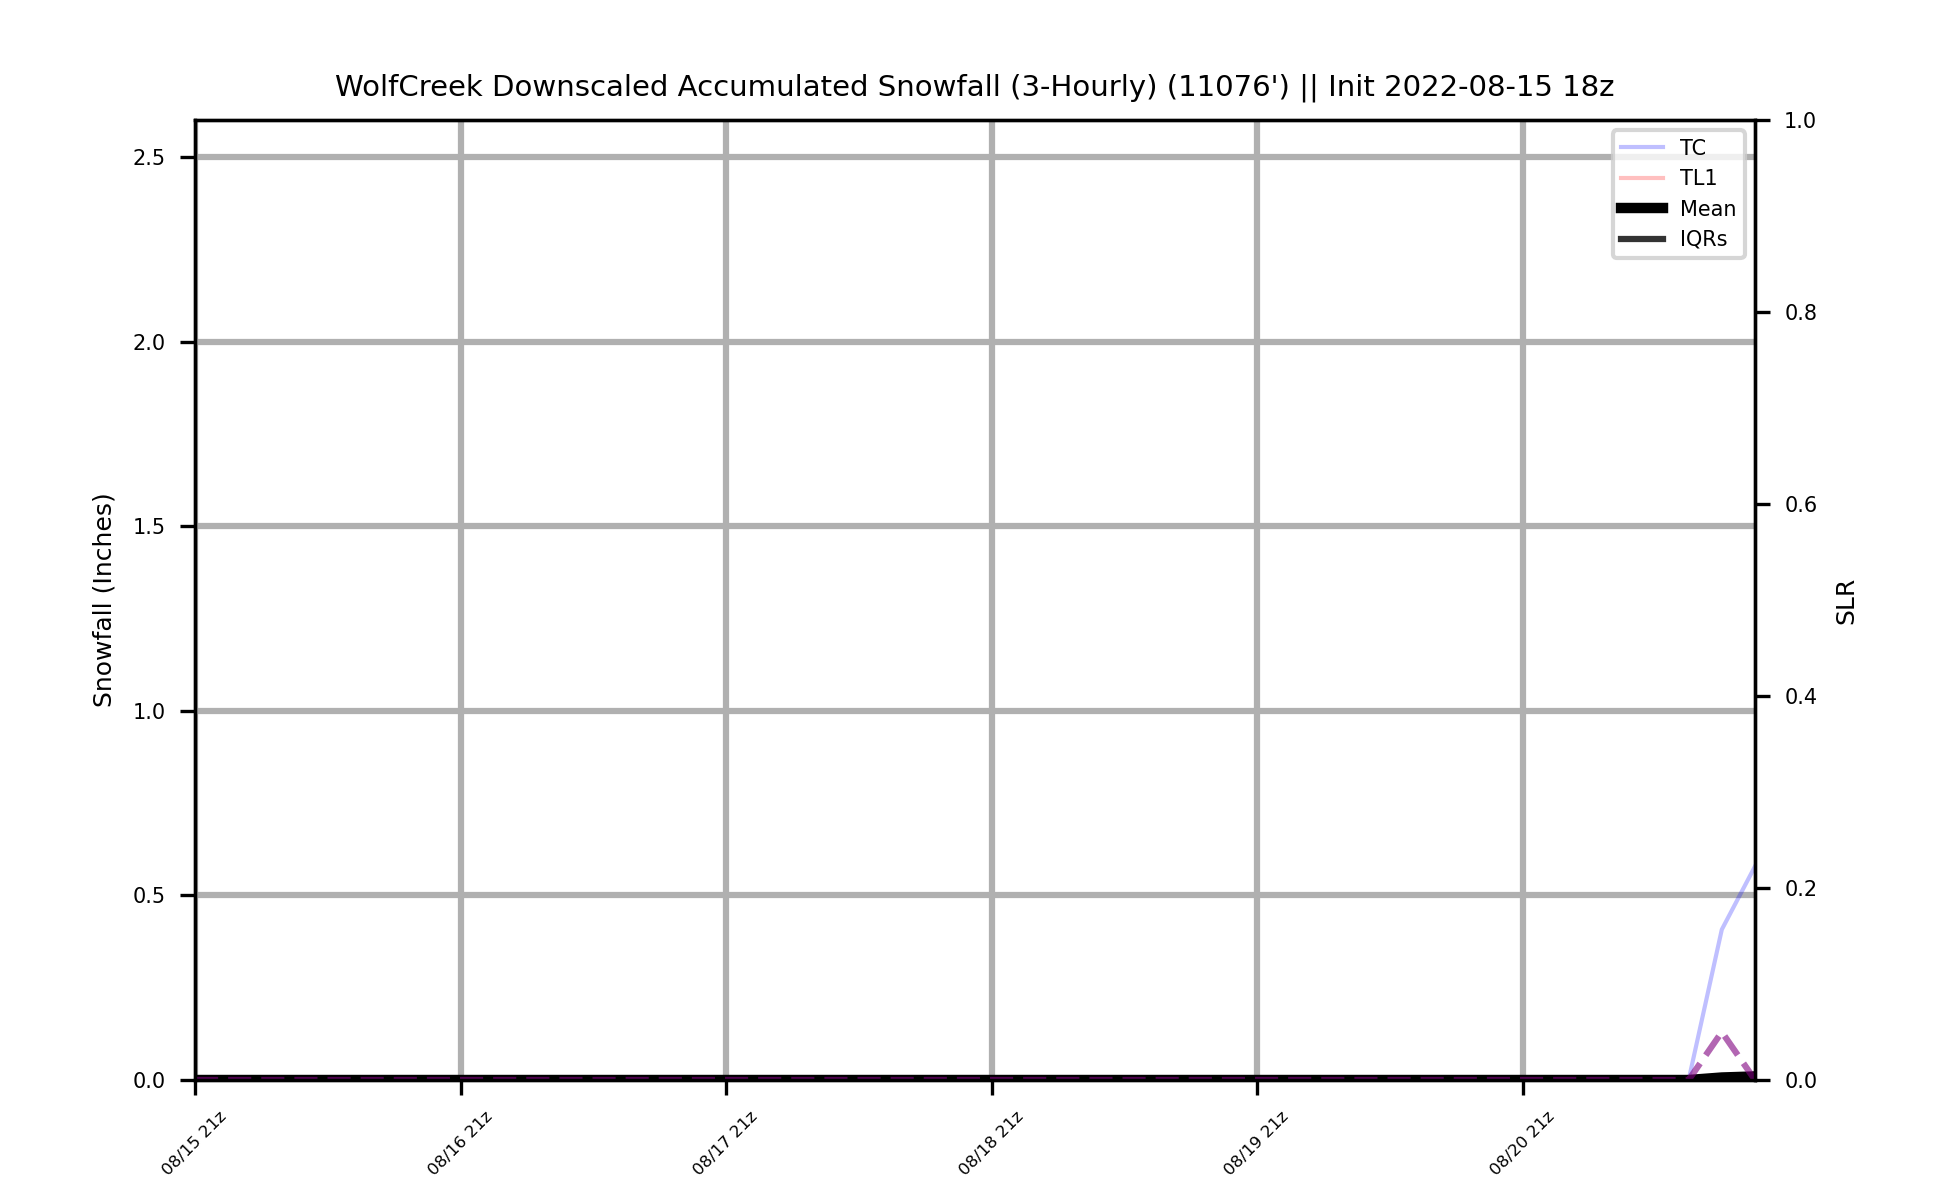 WolfCreek Downscaled Accumulated Snowfall (3-Hourly) (11076') || Init 2022-08-15 18z
TC
TL1
Mean
IQRs
Snowfall (Inches)
2.5
2.0
1.5
1.0
0.5
0.0
1.0
0.8
0.6
0.4
0.2
0.0
SLR
08/15 21z
08/16 21z
08/17 21z
08/18 21z
08/19 21z
08/20 21z